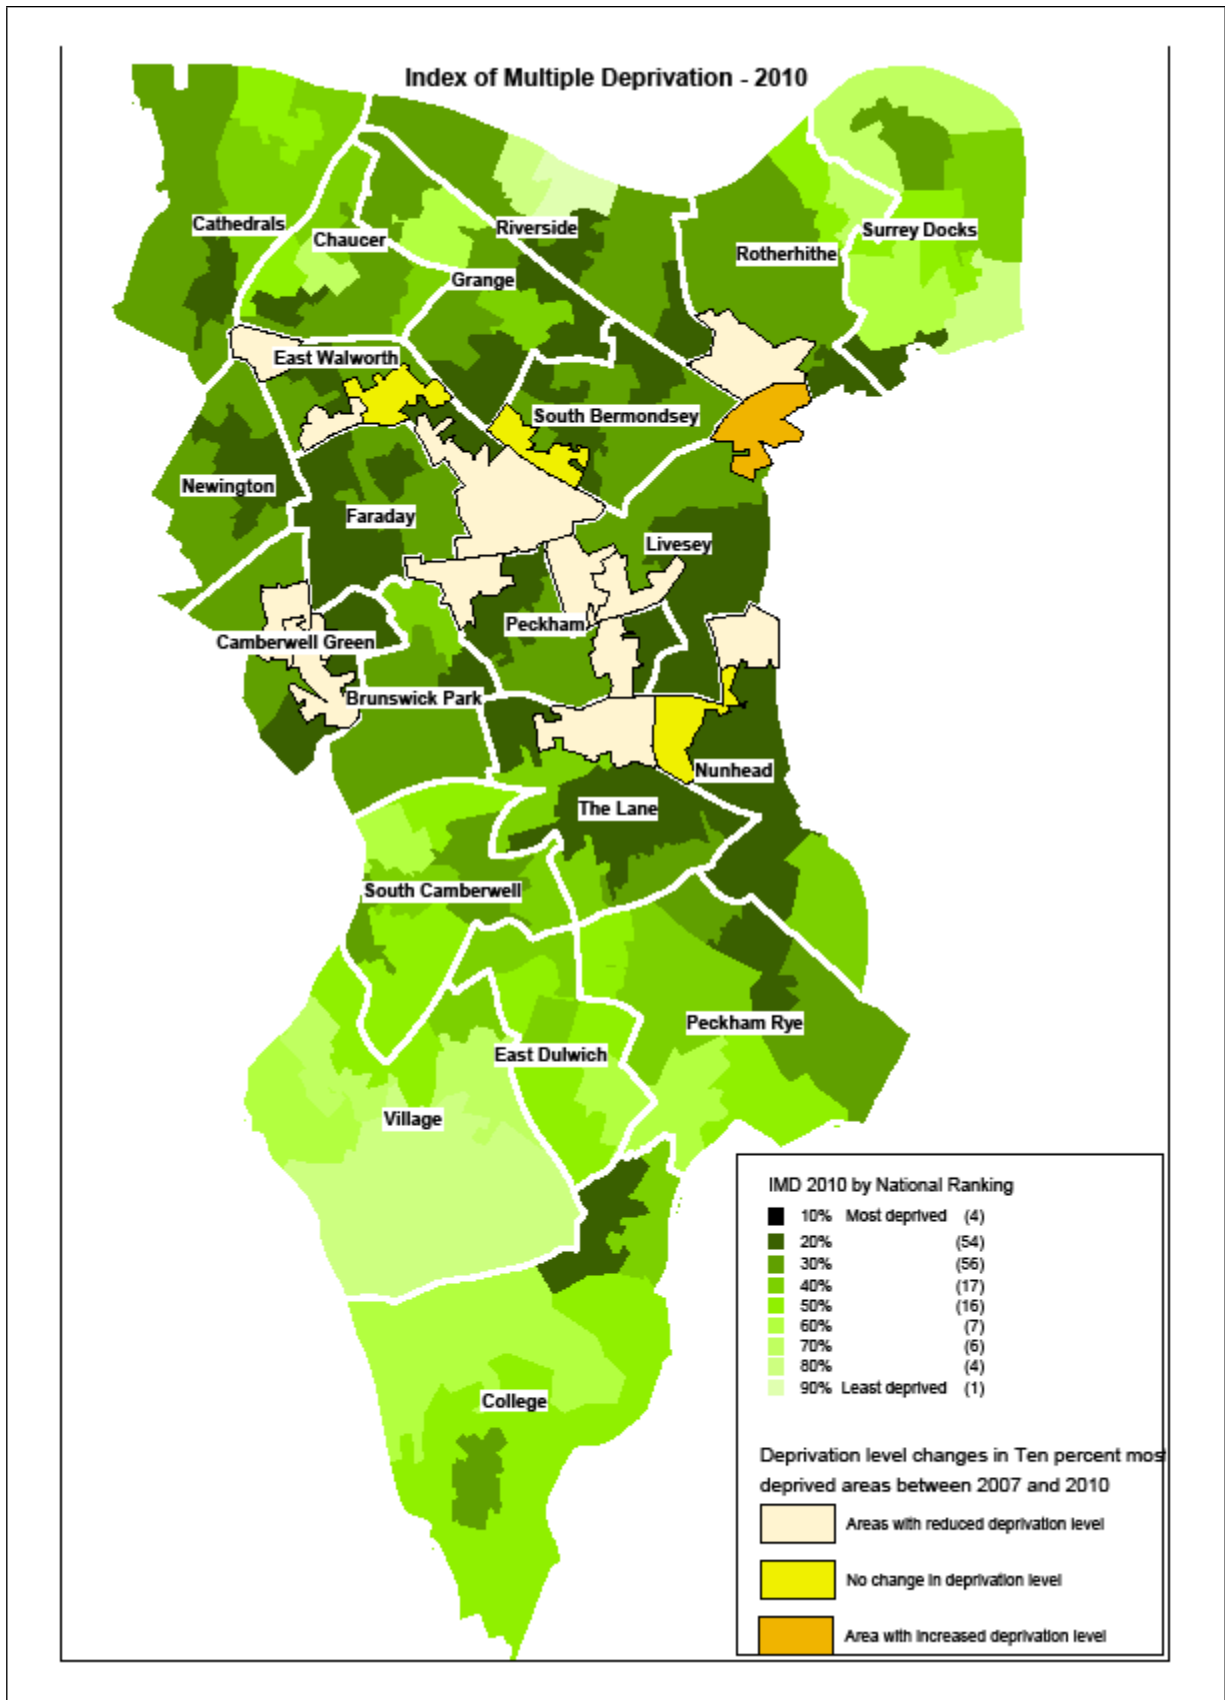 Index of Multiple Deprivation - 2010
Cathedrals
Chaucer
Riverside
Surrey Docks
Rotherhithe
Grange
East Walworth
South Bermondsey
Newington
Faraday
Livesey
Peckham
Camberwell Green
Brunswick Park
Nunhead
The Lane
South Camberwell
Peckham Rye
East Dulwich
Village
College
IMD 2010 by National Ranking
10% Most deprived (4)
20% (54)
30% (56)
40% (17)
50% (16)
60% (7)
70% (6)
80% (4)
90% Least deprived (1)
Deprivation level changes in Ten percent most
deprived areas between 2007 and 2010
Areas with reduced deprivation level
No change in deprivation level
Area with increased deprivation level